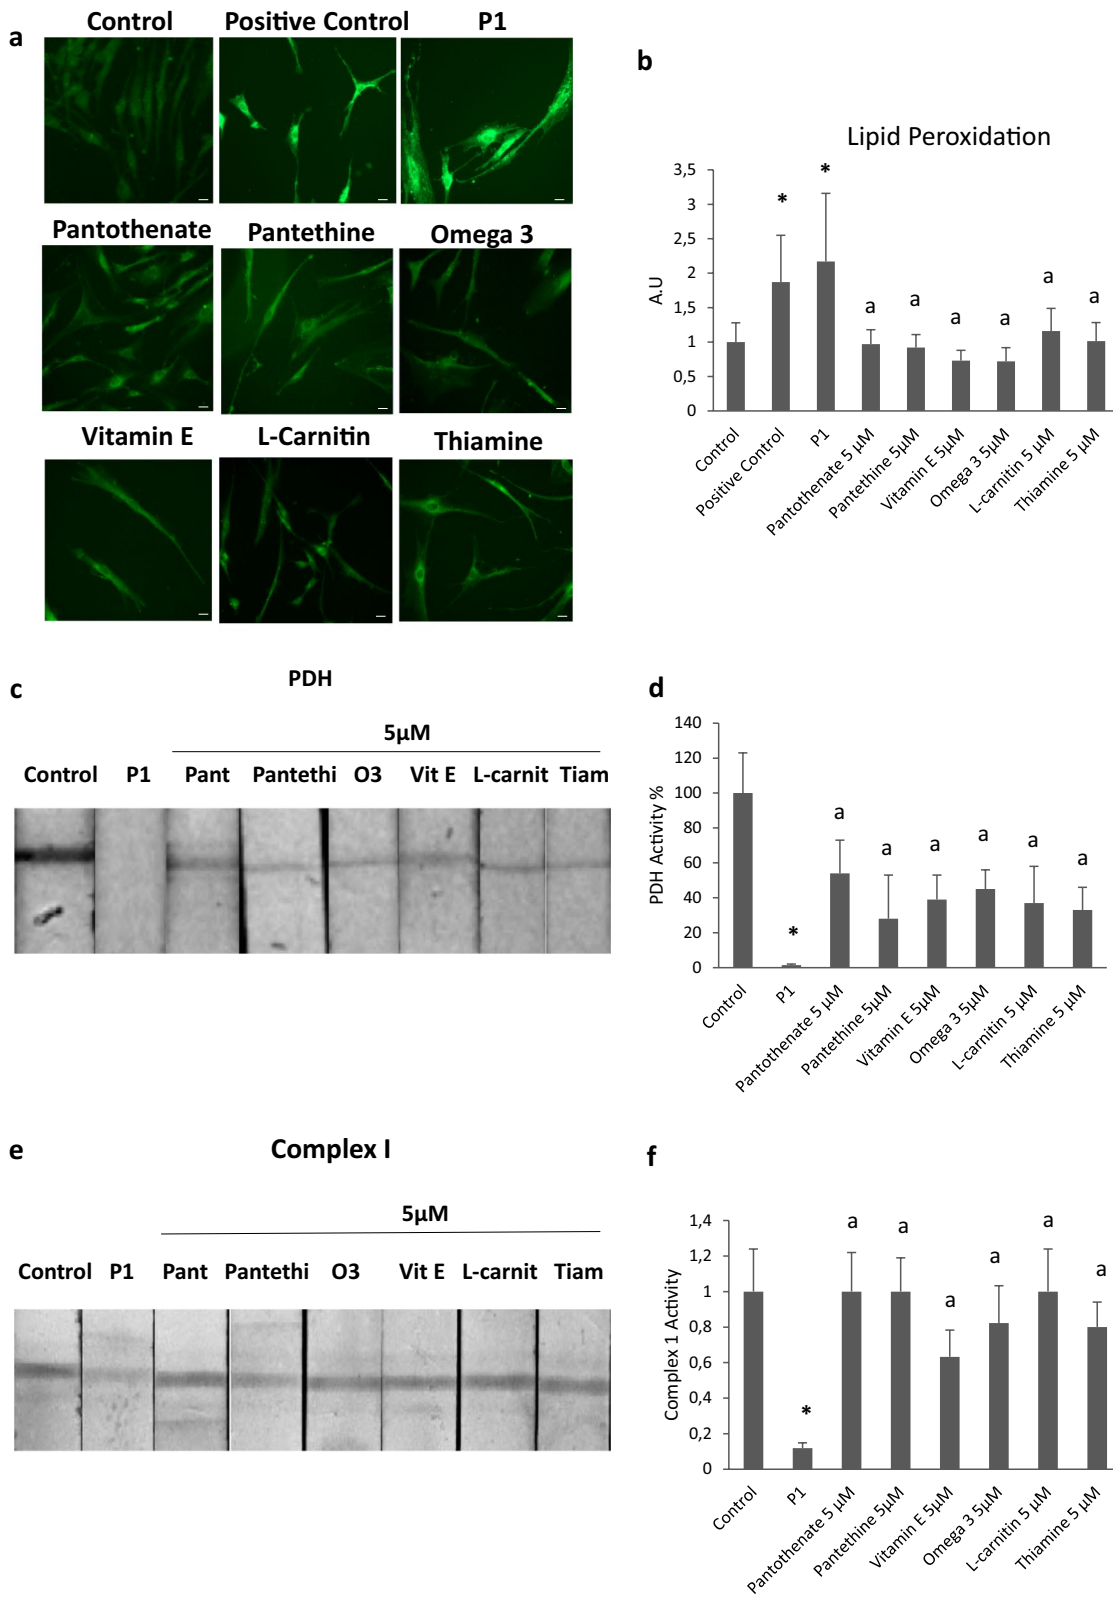 a
Control
Positive Control
P1
Pantothenate
Pantethine
Omega 3
Vitamin E
L-Carnitin
Thiamine
b
Lipid Peroxidation
A.U
3,5
3
2,5
2
1,5
1
0,5
0
*
*
a
a
a
a
a
a
Control
Positive Control
P1
Pantothenate 5 µM
Pantethine 5µM
Vitamin E 5µM
Omega 3 5µM
L-carnitin 5 µM
Thiamine 5 µM
c
PDH
5µM
Control P1 Pant Pantethi O3 Vit E L-carnit Tiam
d
PDH Activity %
140
120
100
80
60
40
20
0
*
a
a
a
a
a
a
Control
P1
Pantothenate 5 µM
Pantethine 5µM
Vitamin E 5µM
Omega 3 5µM
L-carnitin 5 µM
Thiamine 5 µM
e
Complex I
5µM
Control P1 Pant Pantethi O3 Vit E L-carnit Tiam
f
Complex 1 Activity
1,4
1,2
1
0,8
0,6
0,4
0,2
0
*
a
a
a
a
a
a
Control
P1
Pantothenate 5 µM
Pantethine 5µM
Vitamin E 5µM
Omega 3 5µM
L-carnitin 5 µM
Thiamine 5 µM